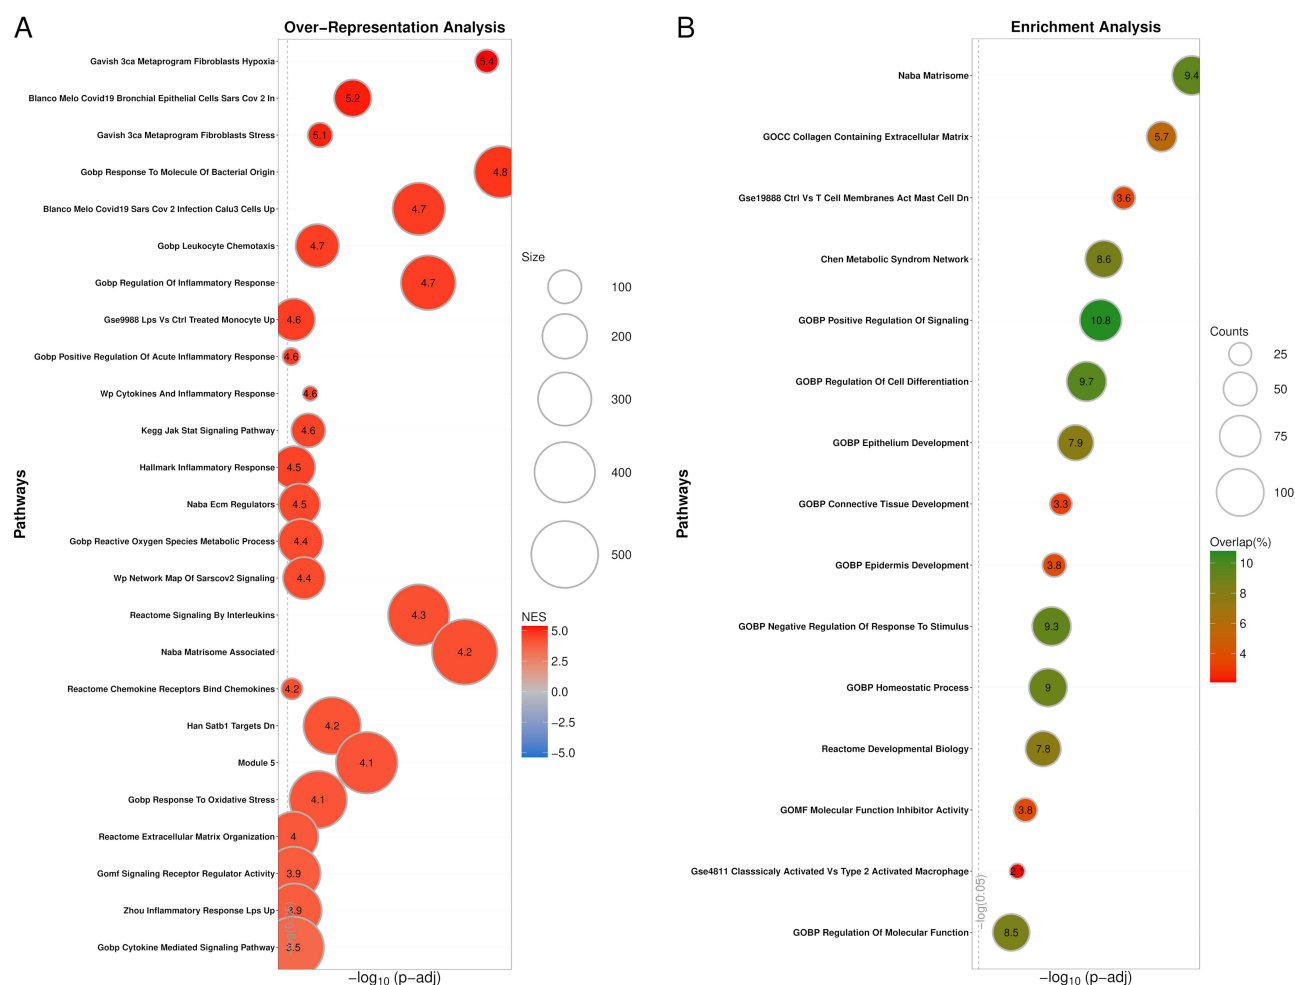 A
Over−Representation Analysis
Pathways
Gavish 3ca Metaprogram Fibroblasts Hypoxia
5.4
Blanco Melo Covid19 Bronchial Epithelial Cells Sars Cov 2 In
5.2
Gavish 3ca Metaprogram Fibroblasts Stress
5.1
Gobp Response To Molecule Of Bacterial Origin
4.8
Blanco Melo Covid19 Sars Cov 2 Infection Calu3 Cells Up
4.7
Gobp Leukocyte Chemotaxis
4.7
Gobp Regulation Of Inflammatory Response
4.7
Gse9988 Lps Vs Ctrl Treated Monocyte Up
4.6
Gobp Positive Regulation Of Acute Inflammatory Response
4.6
Wp Cytokines And Inflammatory Response
4.6
Kegg Jak Stat Signaling Pathway
4.6
Hallmark Inflammatory Response
4.5
Naba Ecm Regulators
4.5
Gobp Reactive Oxygen Species Metabolic Process
4.4
Wp Network Map Of Sarscov2 Signaling
4.4
Reactome Signaling By Interleukins
4.3
Naba Matrisome Associated
4.2
Reactome Chemokine Receptors Bind Chemokines
4.2
Han Satb1 Targets Dn
4.2
Module 5
4.1
Gobp Response To Oxidative Stress
4.1
Reactome Extracellular Matrix Organization
4
Gomf Signaling Receptor Regulator Activity
3.9
Zhou Inflammatory Response Lps Up
3.9
Gobp Cytokine Mediated Signaling Pathway
3.5
−log10 (p−adj)
Size
100
200
300
400
500
NES
5.0
2.5
0.0
−2.5
−5.0
B
Enrichment Analysis
Pathways
Naba Matrisome
9.4
GOCC Collagen Containing Extracellular Matrix
5.7
Gse19888 Ctrl Vs T Cell Membranes Act Mast Cell Dn
3.6
Chen Metabolic Syndrom Network
8.6
GOBP Positive Regulation Of Signaling
10.8
GOBP Regulation Of Cell Differentiation
9.7
GOBP Epithelium Development
7.9
GOBP Connective Tissue Development
3.3
GOBP Epidermis Development
3.8
GOBP Negative Regulation Of Response To Stimulus
9.3
GOBP Homeostatic Process
9
Reactome Developmental Biology
7.8
GOMF Molecular Function Inhibitor Activity
3.8
Gse4811 Classsicaly Activated Vs Type 2 Activated Macrophage
2.1
GOBP Regulation Of Molecular Function
8.5
−log(0.05)
−log10 (p−adj)
Counts
25
50
75
100
Overlap(%)
10
8
6
4